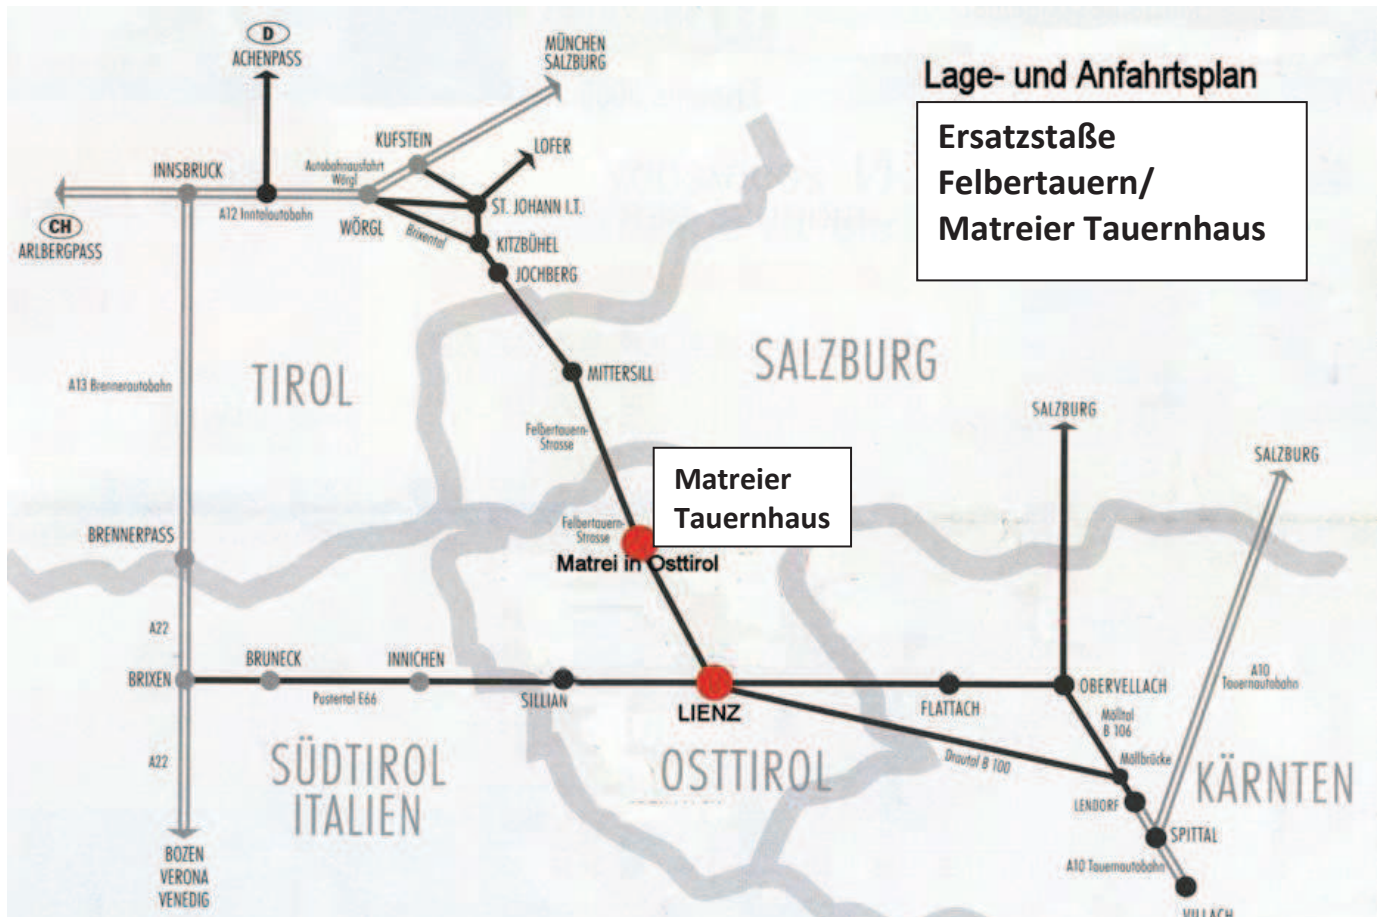 D
ACHENPASS
MÜNCHEN
SALZBURG
Lage- und Anfahrtsplan
Ersatzstaße
Felbertauern/
Matreier Tauernhaus
KUFSTEIN
LOFER
Autobahnausfahrt
Wörgl
INNSBRUCK
A12 Inntalautobahn
WÖRGL
ST. JOHANN I.T.
CH
ARLBERGPASS
Brixental
KITZBÜHEL
JOCHBERG
TIROL
SALZBURG
A13 Brennerautobahn
MITTERSILL
SALZBURG
Felbertauern-
Strasse
SALZBURG
Matreier
Tauernhaus
Felbertauern-
Strasse
BRENNERPASS
Matrei in Osttirol
A22
BRUNECK
INNICHEN
BRIXEN
Pustertal E66
SILLIAN
LIENZ
FLATTACH
OBERVELLACH
A10
Tauernautobahn
Mölltal
B 106
A22
SÜDTIROL
ITALIEN
OSTTIROL
Drautal B 100
Möllbrücke
KÄRNTEN
LENDORF
SPITTAL
BOZEN
VERONA
VENEDIG
A10 Tauernautobahn
VILLACH